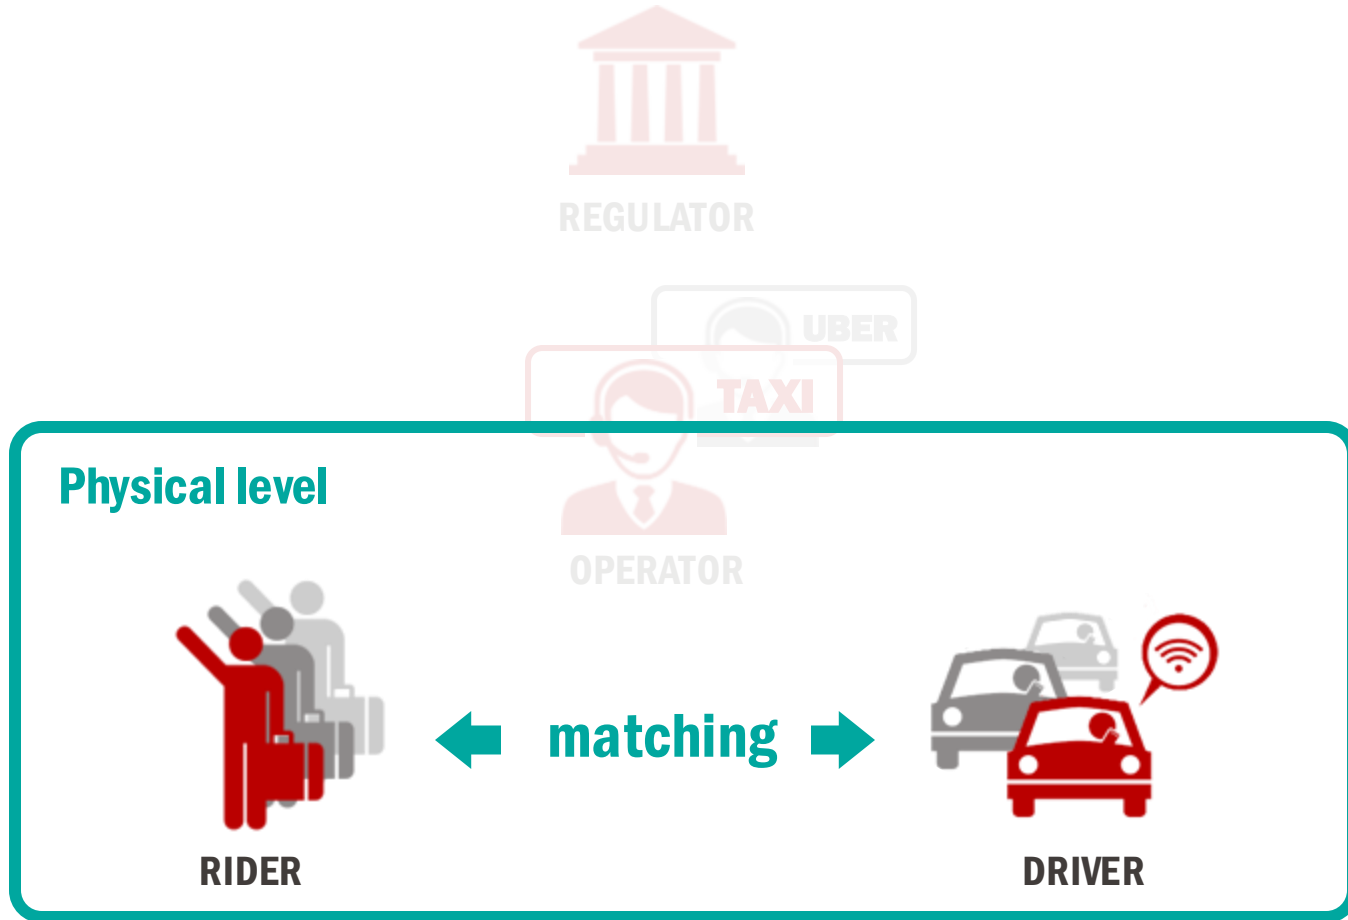 REGULATOR
UBER
TAXI
Physical level
OPERATOR
matching
RIDER
DRIVER